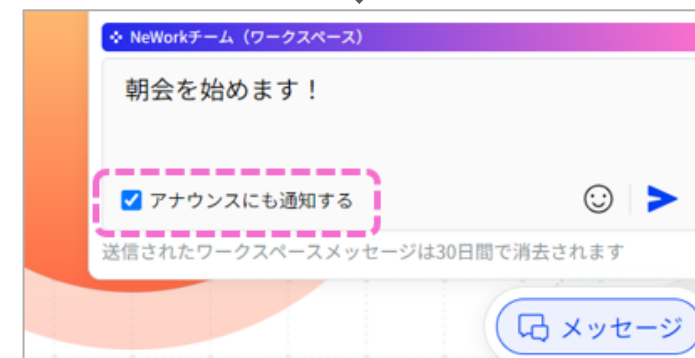 NeWorkチーム（ワークスペース）
朝会を始めます！
アナウンスにも通知する
送信されたワークスペースメッセージは30日間で消去されます
メッセージ